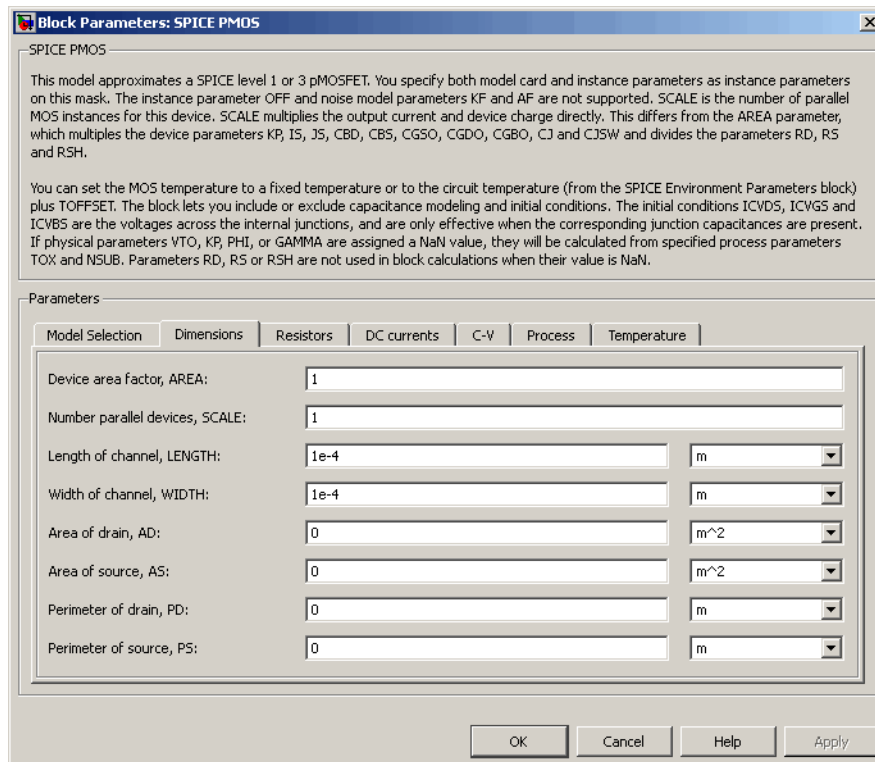 Block Parameters: SPICE PMOS
SPICE PMOS
This model approximates a SPICE level 1 or 3 pMOSFET. You specify both model card and instance parameters as instance parameters
on this mask. The instance parameter OFF and noise model parameters KF and AF are not supported. SCALE is the number of parallel
MOS instances for this device. SCALE multiplies the output current and device charge directly. This differs from the AREA parameter,
which multiples the device parameters KP, IS, JS, CBD, CBS, CGSO, CGDO, CGBO, CJ and CJSW and divides the parameters RD, RS
and RSH.
You can set the MOS temperature to a fixed temperature or to the circuit temperature (from the SPICE Environment Parameters block)
plus TOFFSET. The block lets you include or exclude capacitance modeling and initial conditions. The initial conditions ICVDS, ICVGS and
ICVBS are the voltages across the internal junctions, and are only effective when the corresponding junction capacitances are present.
If physical parameters VTO, KP, PHI, or GAMMA are assigned a NaN value, they will be calculated from specified process parameters
TOX and NSUB. Parameters RD, RS or RSH are not used in block calculations when their value is NaN.
Parameters
Model Selection Dimensions Resistors DC currents C-V Process Temperature
Device area factor, AREA: 1
Number parallel devices, SCALE: 1
Length of channel, LENGTH: 1e-4 m
Width of channel, WIDTH: 1e-4 m
Area of drain, AD: 0 m^2
Area of source, AS: 0 m^2
Perimeter of drain, PD: 0 m
Perimeter of source, PS: 0 m
OK Cancel Help Apply